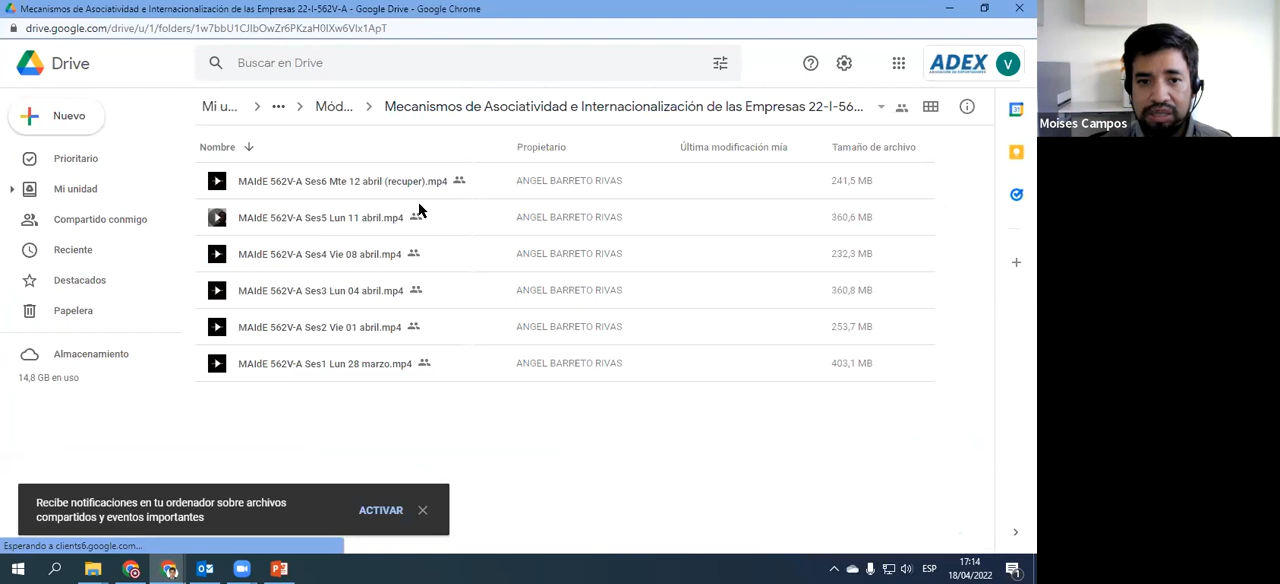 Mecanismos de Asociatividad e Internacionalización de las Empresas 22-I-562V-A - Google Drive - Google Chrome
drive.google.com/drive/u/1/folders/1w7bbU1CJIbOwZr6PKzaH0IXw6VIx1ApT
Drive
Buscar en Drive
ADEX
ASOCIACIÓN DE EXPORTADORES
V
Moises Campos
Nuevo
Mi u...
Mód...
Mecanismos de Asociatividad e Internacionalización de las Empresas 22-I-56...
31
Nombre
Propietario
Última modificación mía
Tamaño de archivo
Prioritario
Mi unidad
Compartido conmigo
Reciente
Destacados
Papelera
Almacenamiento
14,8 GB en uso
MAIdE 562V-A Ses6 Mte 12 abril (recuper).mp4 ANGEL BARRETO RIVAS 241,5 MB
MAIdE 562V-A Ses5 Lun 11 abril.mp4 ANGEL BARRETO RIVAS 360,6 MB
MAIdE 562V-A Ses4 Vie 08 abril.mp4 ANGEL BARRETO RIVAS 232,3 MB
MAIdE 562V-A Ses3 Lun 04 abril.mp4 ANGEL BARRETO RIVAS 360,8 MB
MAIdE 562V-A Ses2 Vie 01 abril.mp4 ANGEL BARRETO RIVAS 253,7 MB
MAIdE 562V-A Ses1 Lun 28 marzo.mp4 ANGEL BARRETO RIVAS 403,1 MB
Recibe notificaciones en tu ordenador sobre archivos
compartidos y eventos importantes
ACTIVAR
Esperando a clients6.google.com...
ESP
17:14
18/04/2022
1